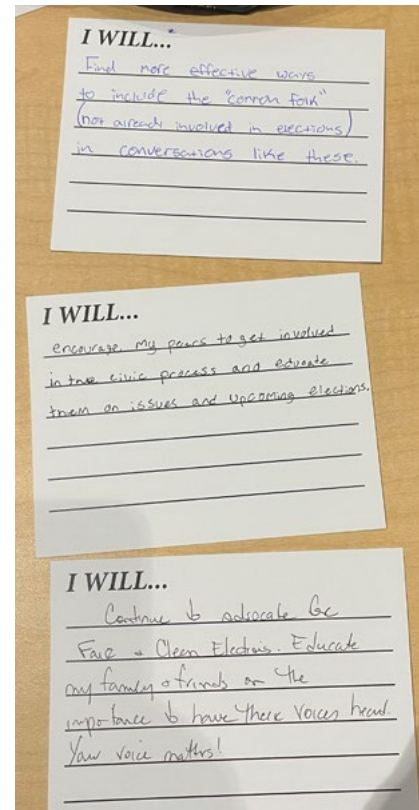 I WILL...
Find more effective ways
to include the "common folk"
(not already involved in elections)
in conversations like these.
I WILL...
encourage my peers to get involved
in the civic process and educate
them on issues and upcoming elections.
I WILL...
Continue to advocate for
Fair + Clean Elections. Educate
my family + friends on the
importance to have there voices heard.
Your voice matters!